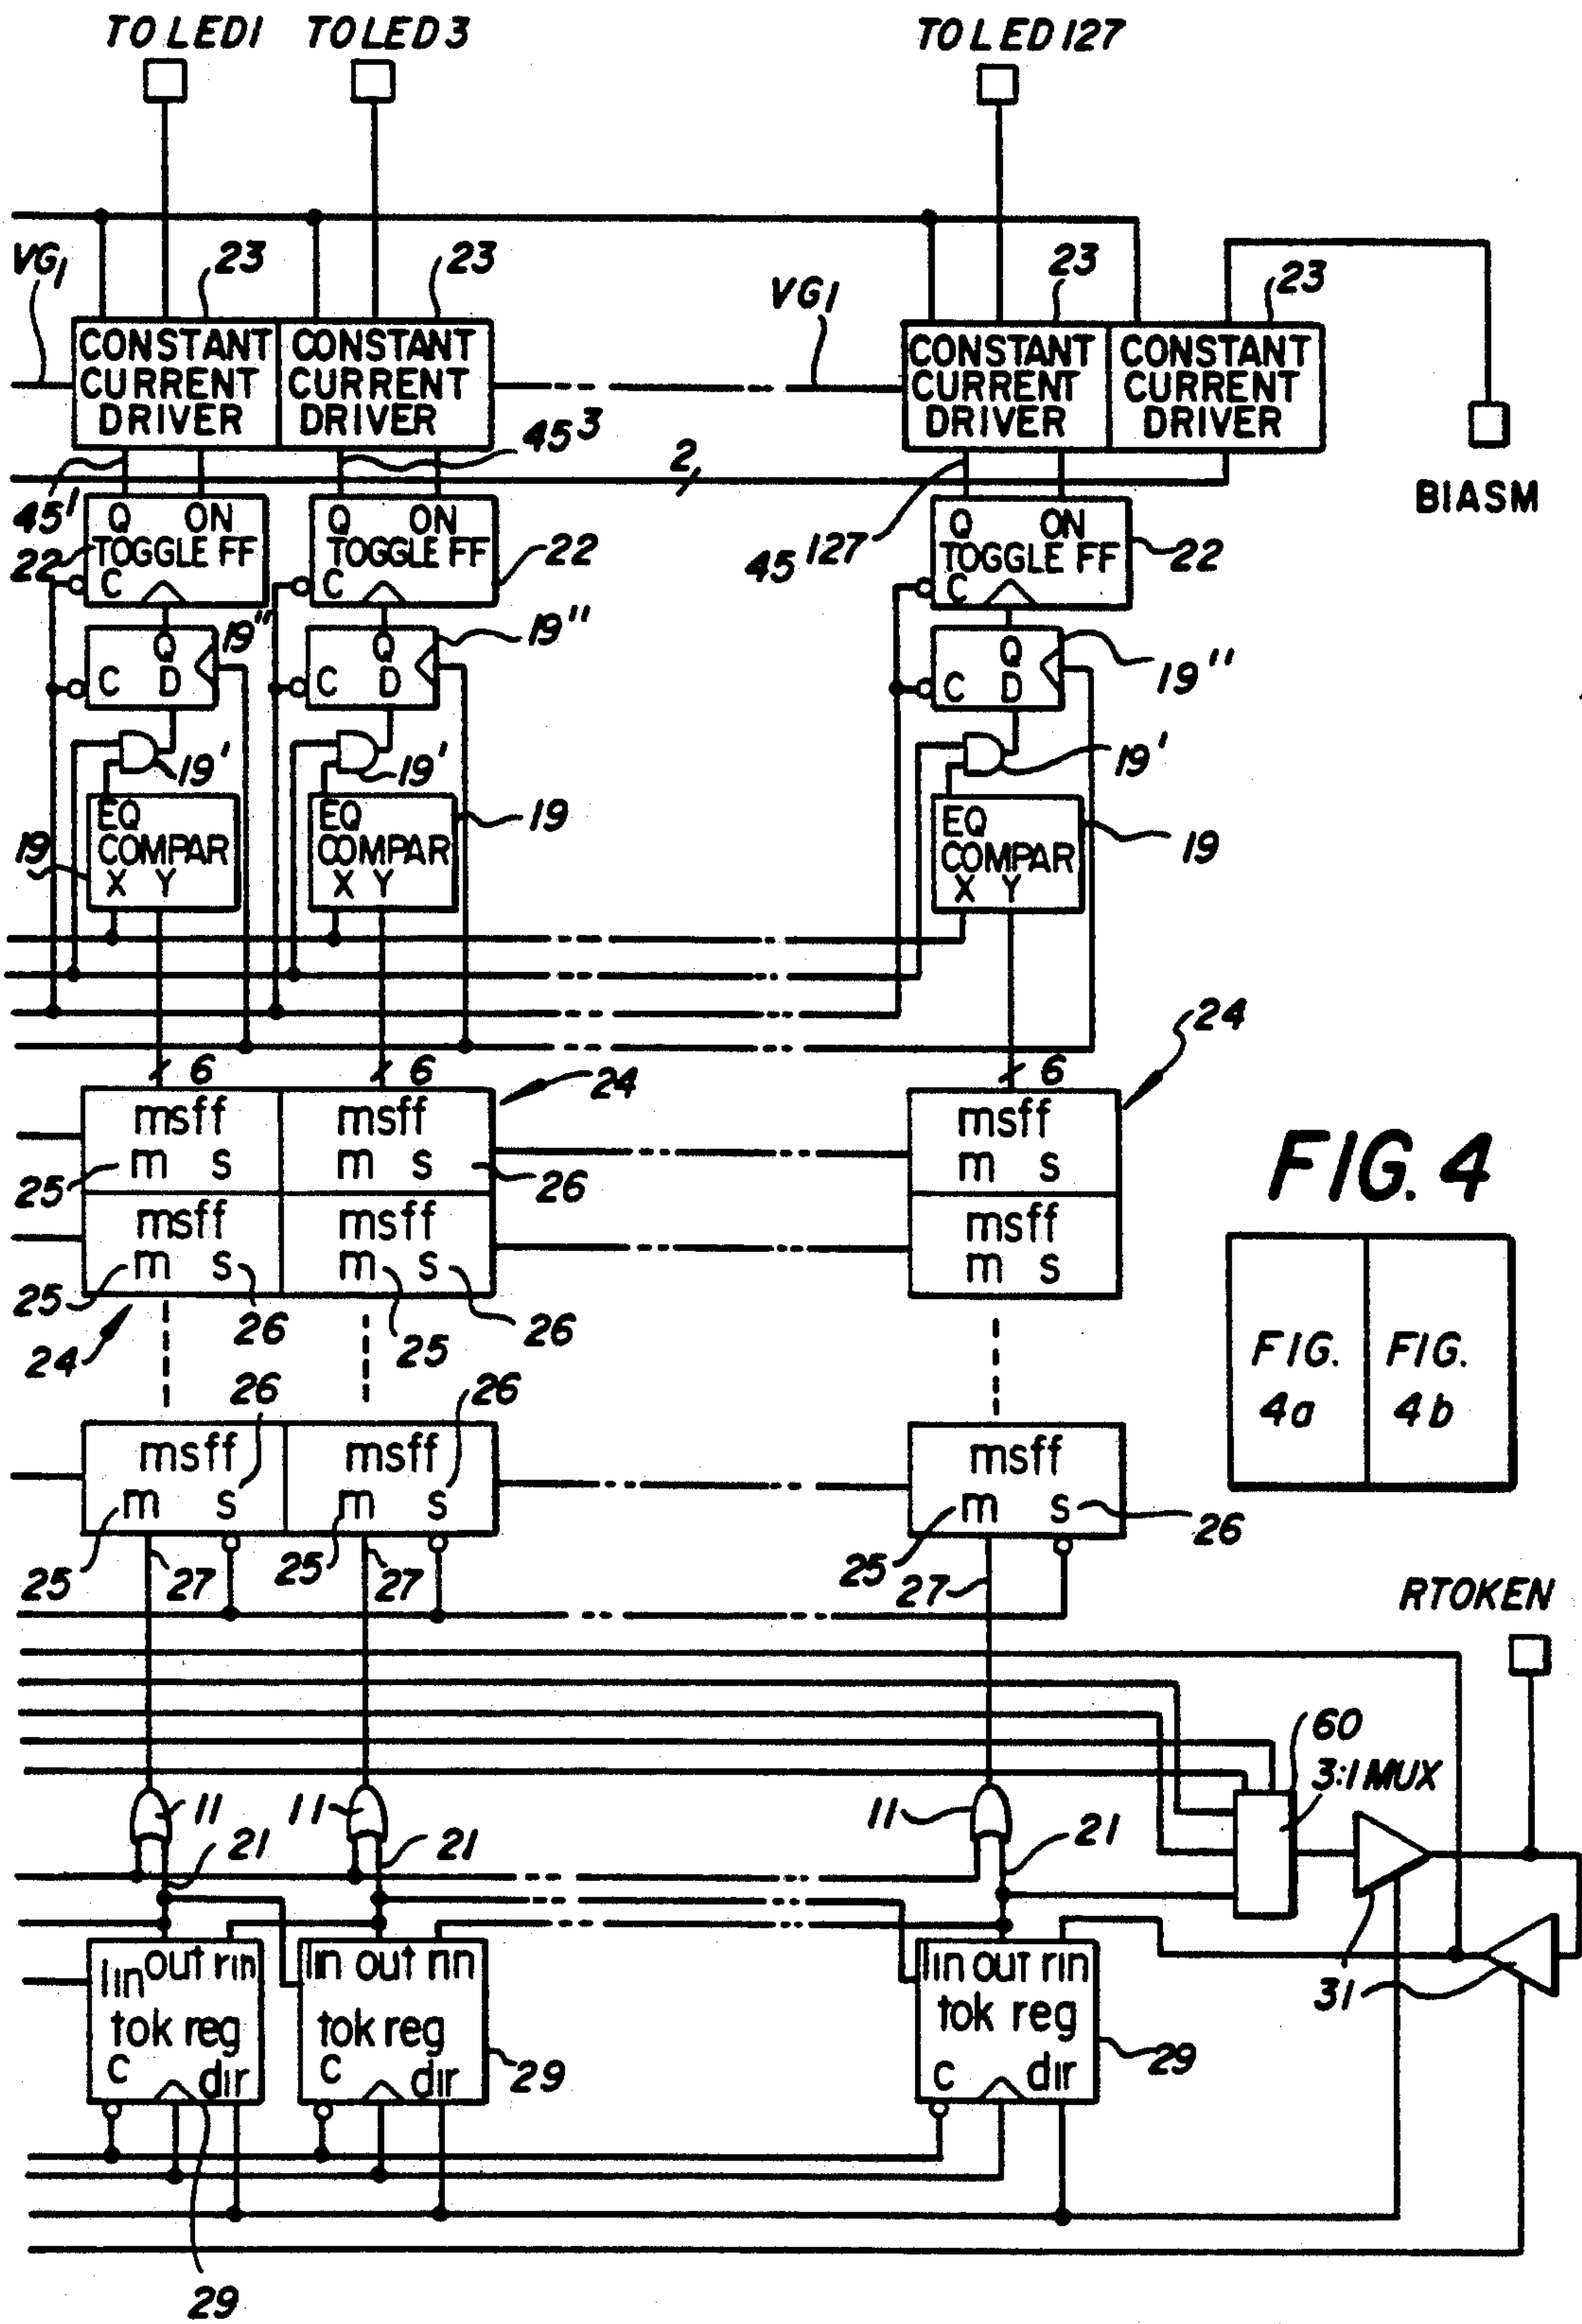 TO LED1 TO LED 3 TO LED 127
VG1 23 23 VG1 23 23
CONSTANT CURRENT DRIVER
CONSTANT CURRENT DRIVER
CONSTANT CURRENT DRIVER
CONSTANT CURRENT DRIVER
45^3 2
BIASM
45' 45^127
Q ON
TOGGLE FF
C
22
Q ON
TOGGLE FF
C
22
Q ON
TOGGLE FF
C
22
Q
C D
19"
Q
C D
19"
Q
C D
19"
19' 19' 19'
EQ
COMPAR
X Y
19
EQ
COMPAR
X Y
19
EQ
COMPAR
X Y
19
6 6 6
24 24
msff msff msff
m s m s m s
25 26
msff msff msff
m s m s m s
25 26 25 26
24
FIG. 4
FIG. 4a
FIG. 4b
26 26
msff msff msff
m s m s m s
25 27 25 27 25 27 26
RTOKEN
60
3:1 MUX
11 11 11
21 21 21
31
lin out rin
tok reg
C dir
29
lin out rin
tok reg
C dir
29
lin out rin
tok reg
C dir
29